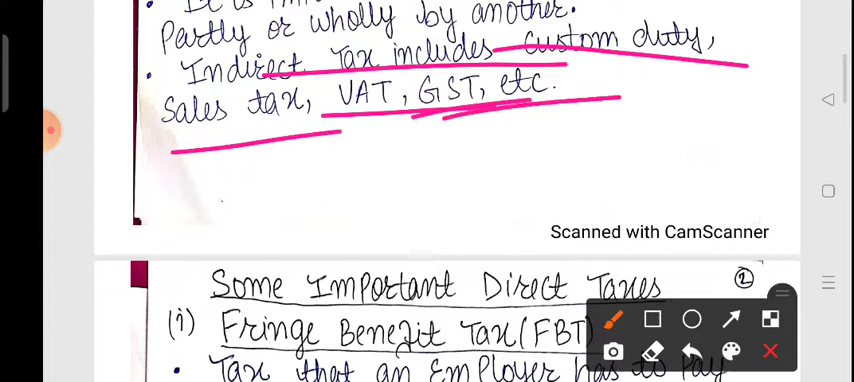 Partly or wholly by another.
• Indirect Tax includes Custom duty,
Sales tax, VAT, GST, etc.
Scanned with CamScanner
Some Important Direct Taxes
2
(i) Fringe Benefit Tax (FBT)
• Tax that an Employer has to Pay